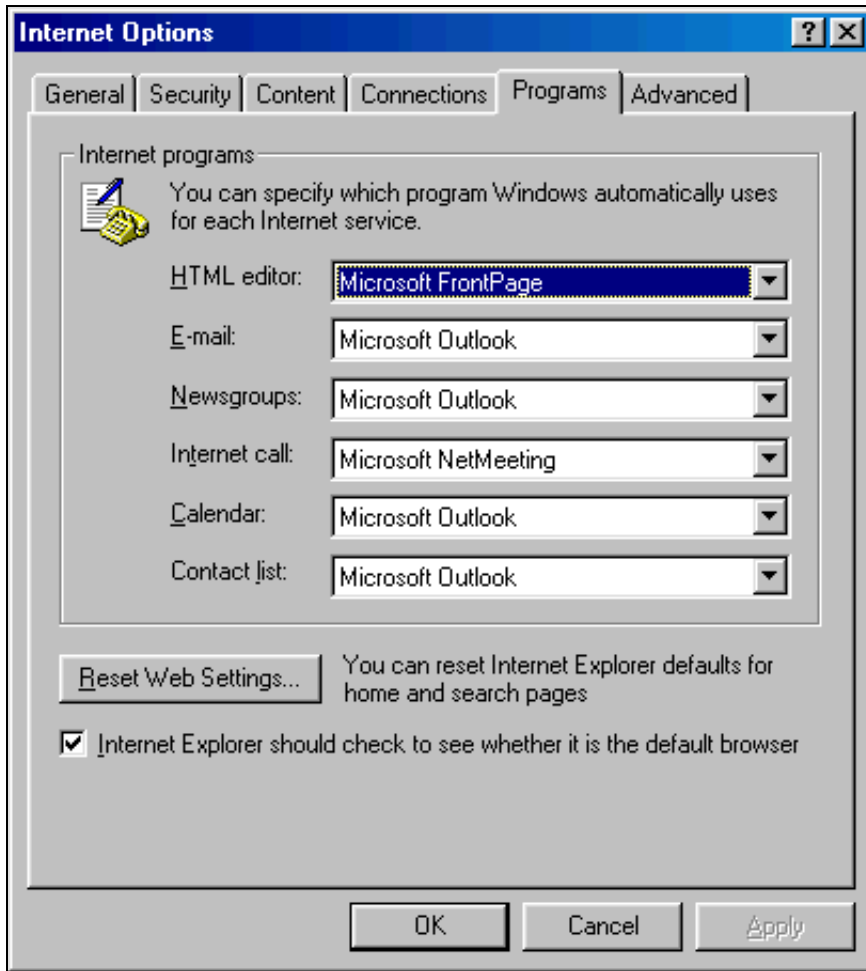 Internet Options
General Security Content Connections Programs Advanced
Internet programs
You can specify which program Windows automatically uses
for each Internet service.
HTML editor: Microsoft FrontPage
E-mail: Microsoft Outlook
Newsgroups: Microsoft Outlook
Internet call: Microsoft NetMeeting
Calendar: Microsoft Outlook
Contact list: Microsoft Outlook
Reset Web Settings... You can reset Internet Explorer defaults for
home and search pages
Internet Explorer should check to see whether it is the default browser
OK Cancel Apply